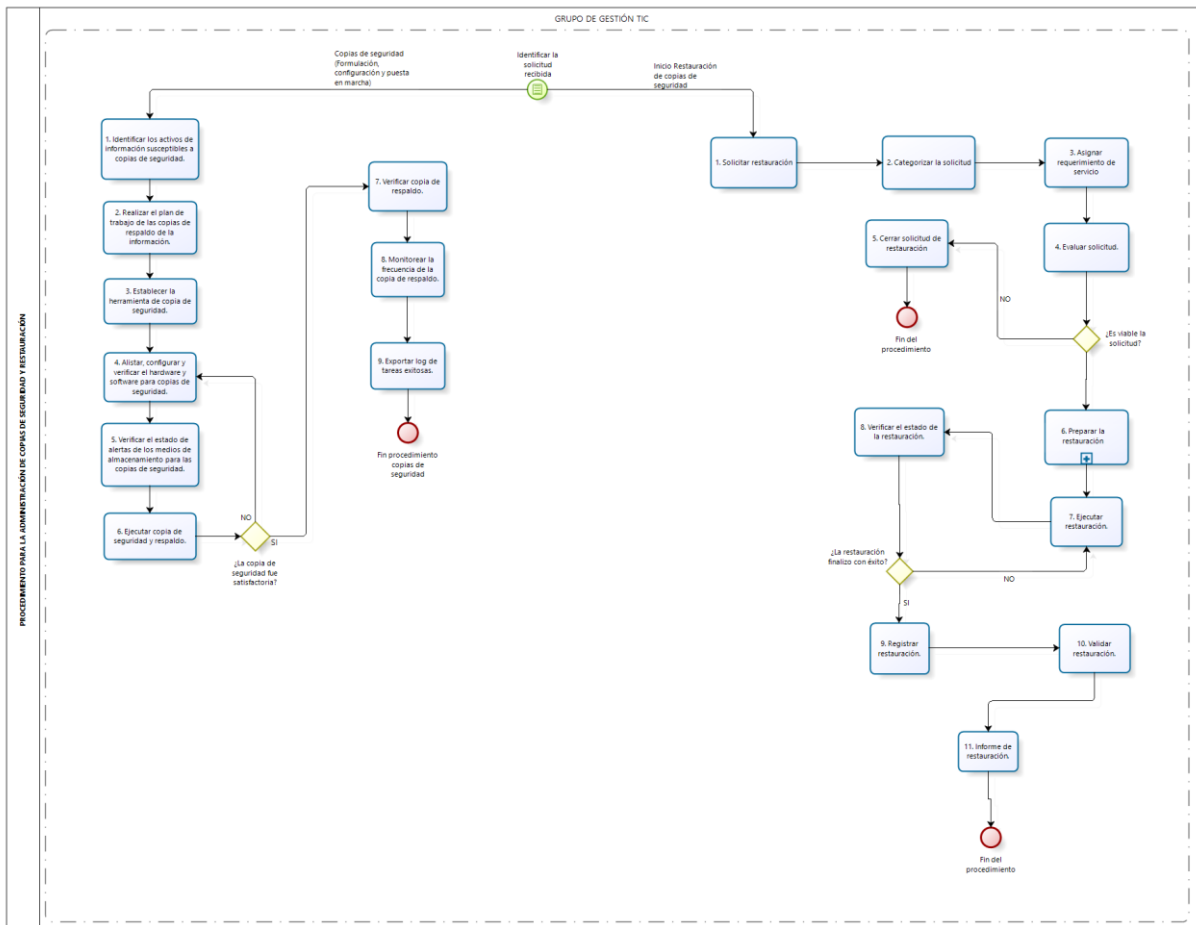 GRUPO DE GESTIÓN TIC
PROCEDIMIENTO PARA LA ADMINISTRACIÓN DE COPIAS DE SEGURIDAD Y RESTAURACIÓN
Copias de seguridad
(Formulación,
configuración y puesta
en marcha)
Identificar la
solicitud
recibida
Inicio Restauración
de copias de
seguridad
1. Identificar los activos de
información susceptibles a
copias de seguridad.
2. Realizar el plan de
trabajo de las copias de
respaldo de la
información.
3. Establecer la
herramienta de copia de
seguridad.
4. Alistar, configurar y
verificar el hardware y
software para copias de
seguridad.
5. Verificar el estado de
alertas de los medios de
almacenamiento para las
copias de seguridad.
6. Ejecutar copia de
seguridad y respaldo.
NO
SI
¿La copia de
seguridad fue
satisfactoria?
7. Verificar copia de
respaldo.
8. Monitorear la
frecuencia de la
copia de respaldo.
9. Exportar log de
tareas exitosas.
Fin procedimiento
copias de
seguridad
1. Solicitar restauración
2. Categorizar la solicitud
3. Asignar
requerimiento de
servicio
4. Evaluar solicitud.
¿Es viable la
solicitud?
NO
5. Cerrar solicitud de
restauración
Fin del
procedimiento
6. Preparar la
restauración
7. Ejecutar
restauración.
8. Verificar el estado de
la restauración.
¿La restauración
finalizo con éxito?
NO
SI
9. Registrar
restauración.
10. Validar
restauración.
11. Informe de
restauración.
Fin del
procedimiento